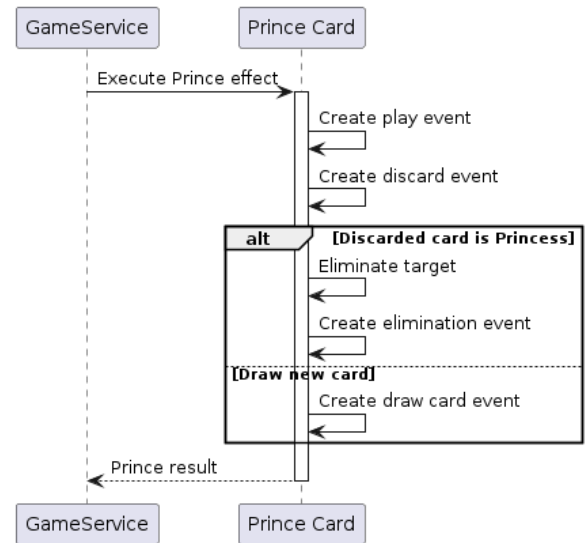 GameService Prince Card
Execute Prince effect
Create play event
Create discard event
alt [Discarded card is Princess]
Eliminate target
Create elimination event
[Draw new card]
Create draw card event
Prince result
GameService Prince Card